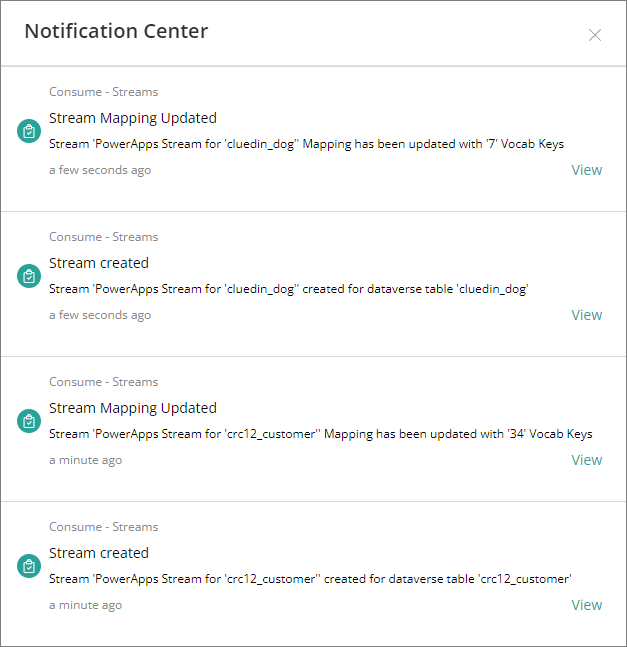 Notification Center
Consume - Streams
Stream Mapping Updated
Stream 'PowerApps Stream for 'cluedin_dog'' Mapping has been updated with '7' Vocab Keys
a few seconds ago
View
Consume - Streams
Stream created
Stream 'PowerApps Stream for 'cluedin_dog'' created for dataverse table 'cluedin_dog'
a few seconds ago
View
Consume - Streams
Stream Mapping Updated
Stream 'PowerApps Stream for 'crc12_customer'' Mapping has been updated with '34' Vocab Keys
a minute ago
View
Consume - Streams
Stream created
Stream 'PowerApps Stream for 'crc12_customer'' created for dataverse table 'crc12_customer'
a minute ago
View